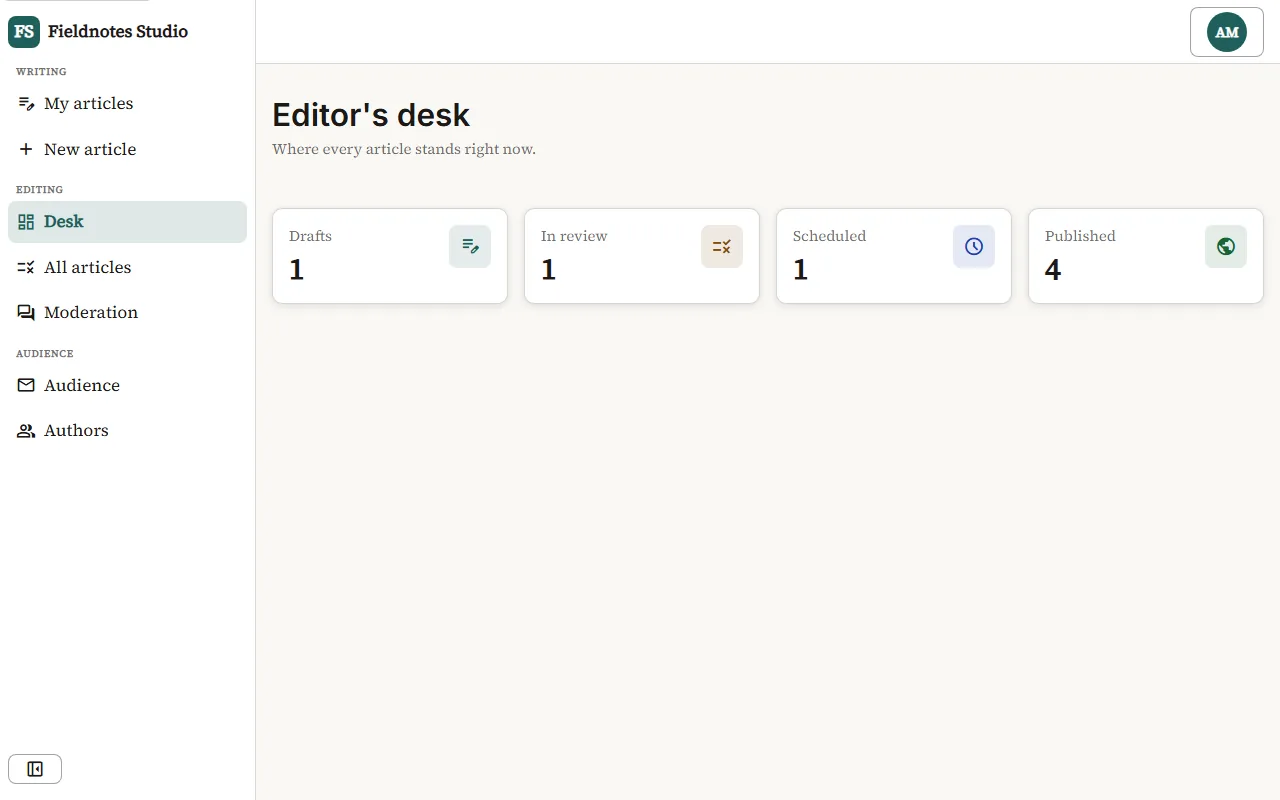 FS Fieldnotes Studio
AM
WRITING
My articles
New article
EDITING
Desk
All articles
Moderation
AUDIENCE
Audience
Authors
Editor's desk
Where every article stands right now.
Drafts
1
In review
1
Scheduled
1
Published
4